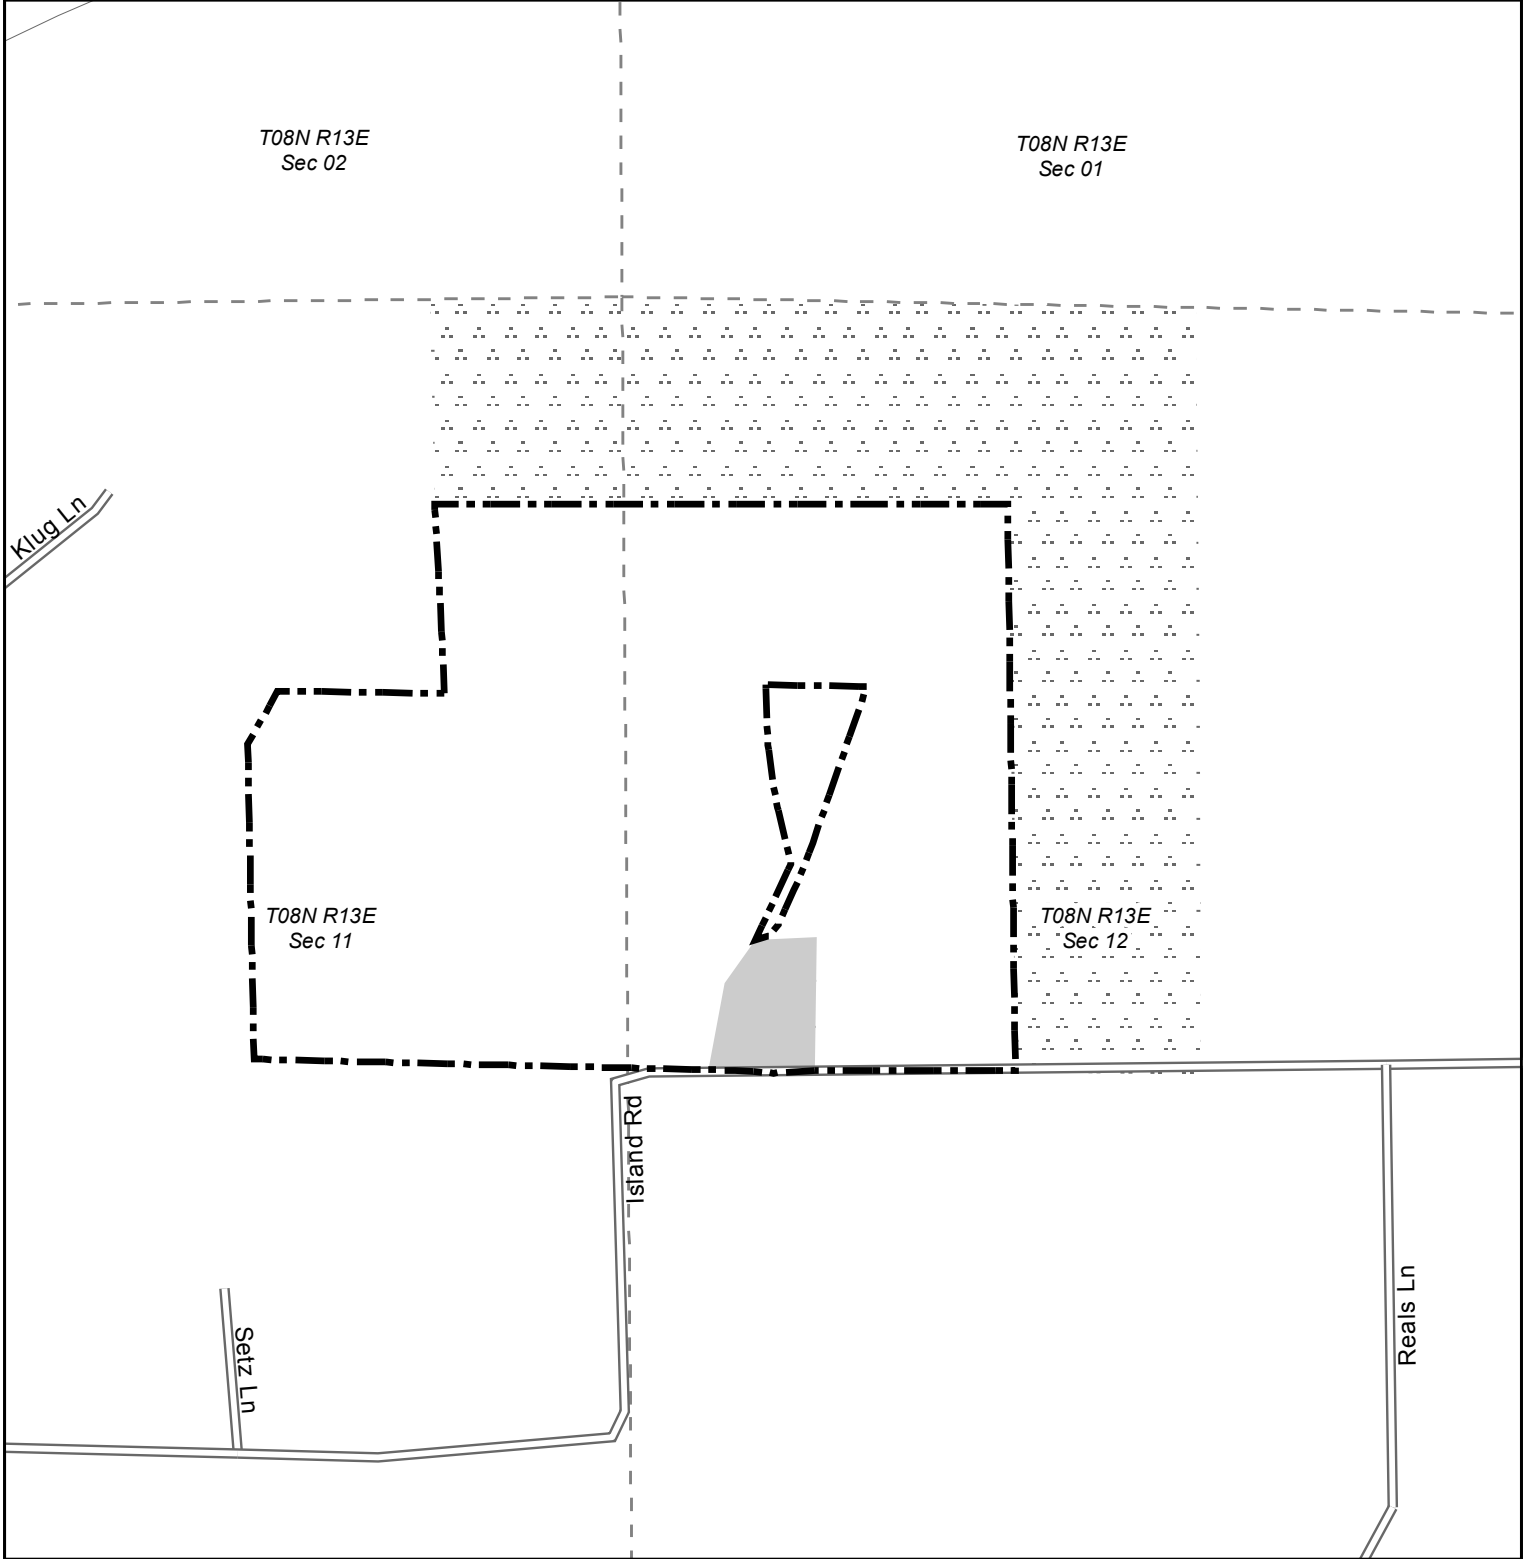 T08N R13E
Sec 02
T08N R13E
Sec 01
Klug Ln
T08N R13E
Sec 11
T08N R13E
Sec 12
Island Rd
Reals Ln
Setz Ln